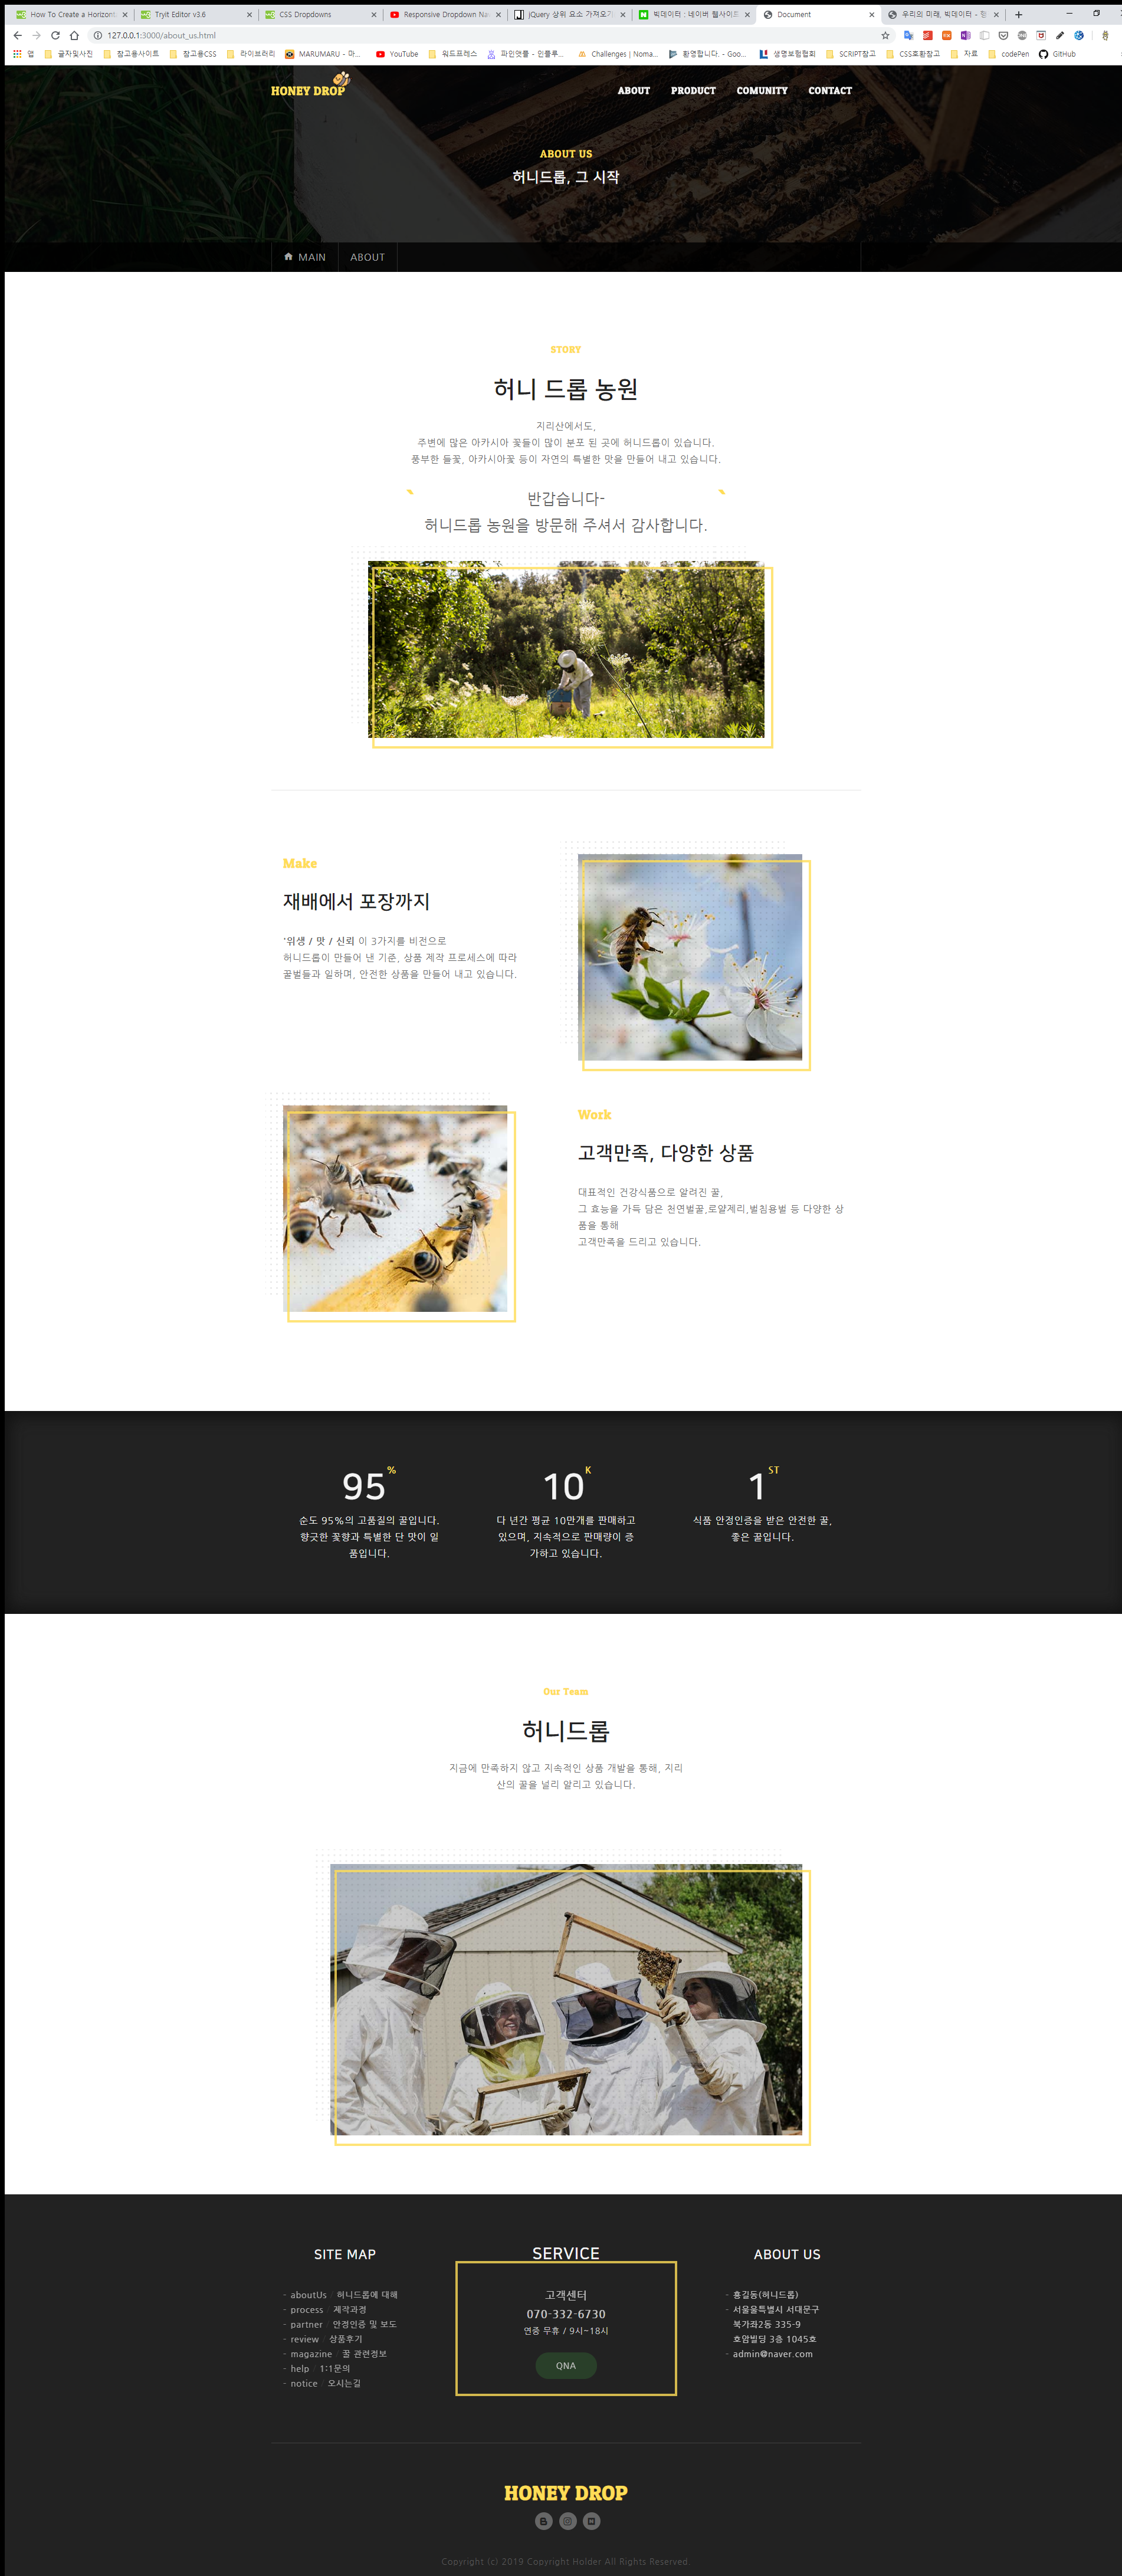 How To Create a Horizont
Tryit Editor v3.6
CSS Dropdowns
Responsive Dropdown Na
jQuery 상위 요소 가져오기
빅데이터 : 네이버 웹사이트
Document
우리의 미래, 빅데이터 -
127.0.0.1:3000/about_us.html
앱
글자및사진
참고용사이트
참고용CSS
라이브러리
MARUMARU - 마...
YouTube
워드프레스
파인앳플 - 인플루...
Challenges | Noma...
환영합니다. - Goo...
생명보험협회
SCRIPT참고
CSS호환참고
자료
codePen
GitHub
HONEY DROP
ABOUT
PRODUCT
COMUNITY
CONTACT
ABOUT US
허니드롭, 그 시작
MAIN
ABOUT
STORY
허니 드롭 농원
지리산에서도,
주변에 많은 아카시아 꽃들이 많이 분포 된 곳에 허니드롭이 있습니다.
풍부한 들꽃, 아카시아꽃 등이 자연의 특별한 맛을 만들어 내고 있습니다.
반갑습니다-
허니드롭 농원을 방문해 주셔서 감사합니다.
Make
재배에서 포장까지
'위생 / 맛 / 신뢰 이 3가지를 비전으로
허니드롭이 만들어 낸 기준, 상품 제작 프로세스에 따라
꿀벌들과 일하며, 안전한 상품을 만들어 내고 있습니다.
Work
고객만족, 다양한 상품
대표적인 건강식품으로 알려진 꿀,
그 효능을 가득 담은 천연벌꿀,로얄제리,벌침용벌 등 다양한 상
품을 통해
고객만족을 드리고 있습니다.
95%
순도 95%의 고품질의 꿀입니다.
향긋한 꽃향과 특별한 단 맛이 일
품입니다.
10K
다 년간 평균 10만개를 판매하고
있으며, 지속적으로 판매량이 증
가하고 있습니다.
1ST
식품 안정인증을 받은 안전한 꿀,
좋은 꿀입니다.
Our Team
허니드롭
지금에 만족하지 않고 지속적인 상품 개발을 통해, 지리
산의 꿀을 널리 알리고 있습니다.
SITE MAP
- aboutUs / 허니드롭에 대해
- process / 제작과정
- partner / 안정인증 및 보도
- review / 상품후기
- magazine / 꿀 관련정보
- help / 1:1문의
- notice / 오시는길
SERVICE
고객센터
070-332-6730
연중 무휴 / 9시~18시
QNA
ABOUT US
- 홍길동(허니드롭)
- 서울울특별시 서대문구
북가좌2동 335-9
호암빌딩 3층 1045호
- admin@naver.com
HONEY DROP
Copyright (c) 2019 Copyright Holder All Rights Reserved.